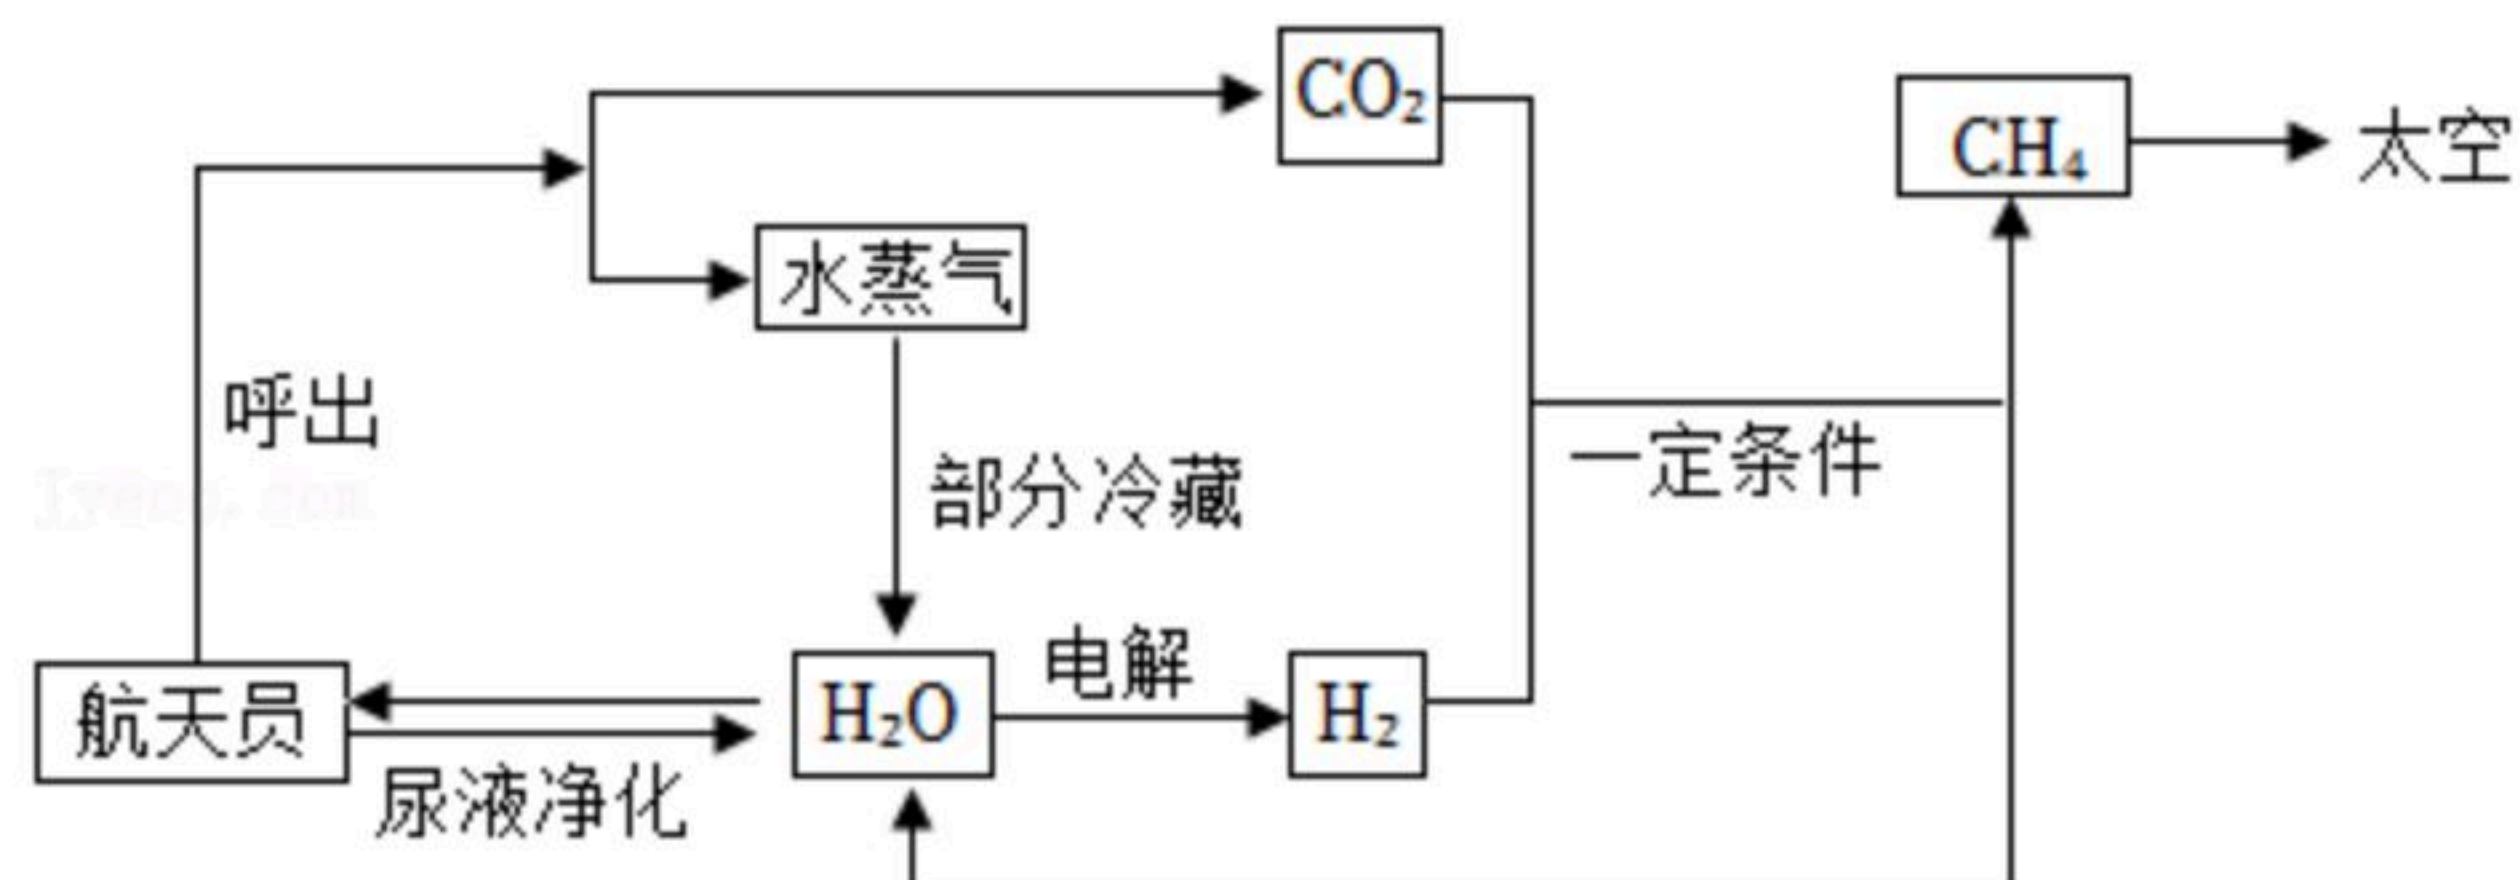 CO₂
CH₄
太空
水蒸气
呼出
一定条件
部分冷藏
电解
航天员
H₂O
H₂
尿液净化